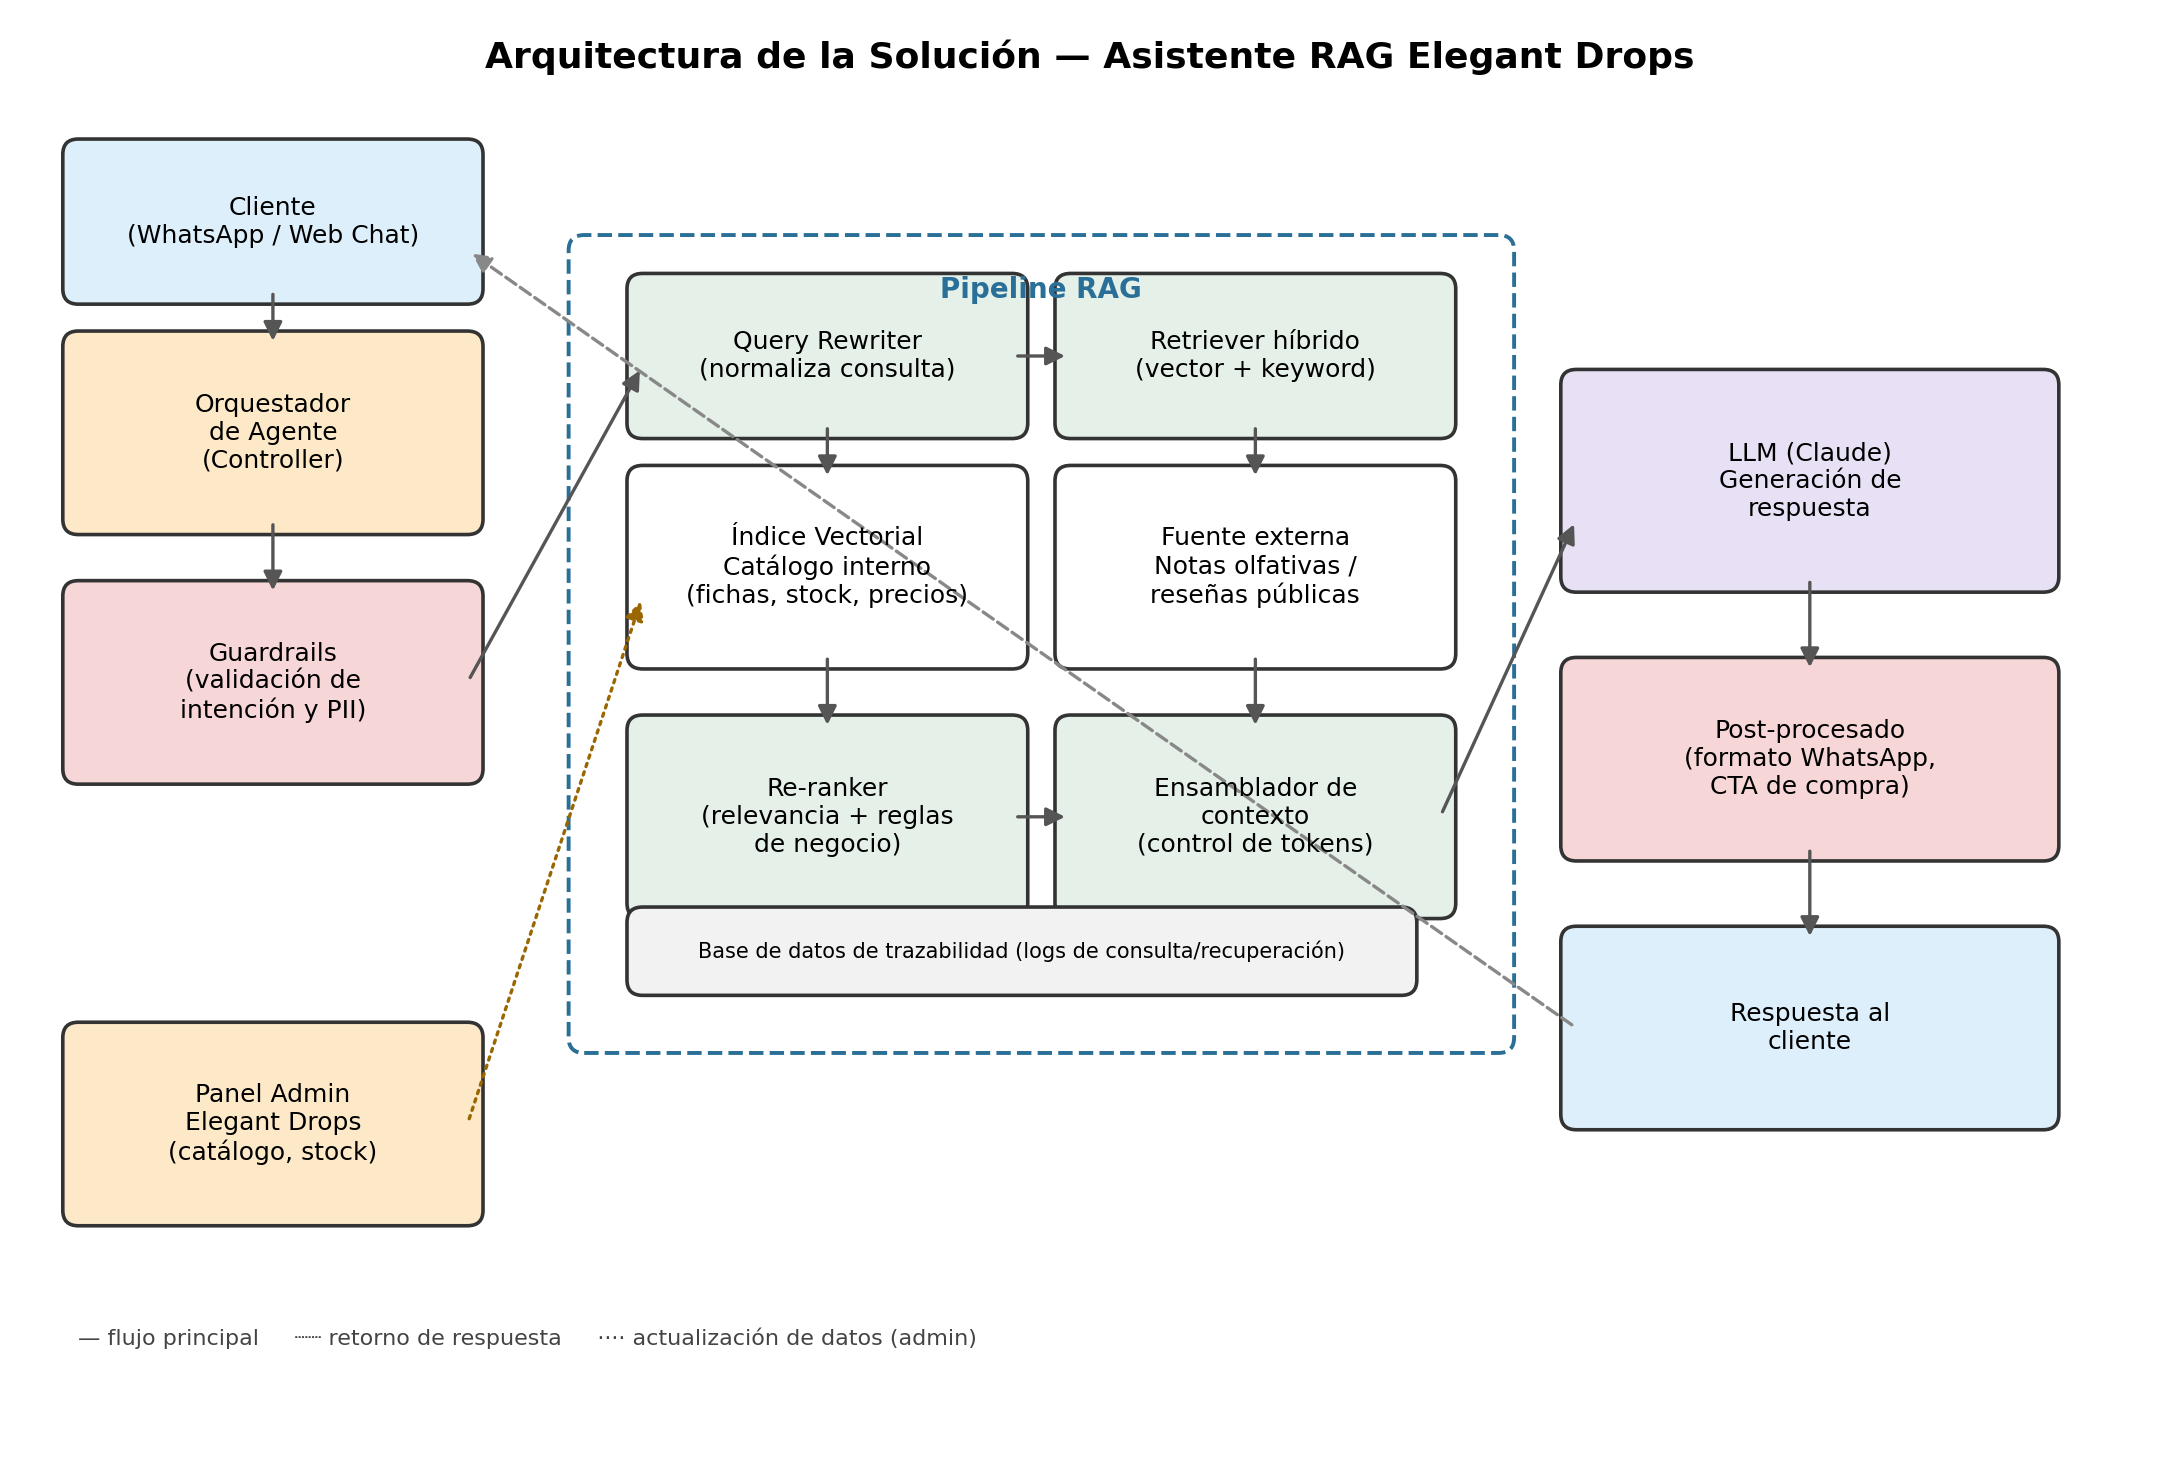 Arquitectura de la Solución — Asistente RAG Elegant Drops
Cliente
(WhatsApp / Web Chat)
Orquestador
de Agente
(Controller)
Guardrails
(validación de
intención y PII)
Panel Admin
Elegant Drops
(catálogo, stock)
Pipeline RAG
Query Rewriter
(normaliza consulta)
Retriever híbrido
(vector + keyword)
Índice Vectorial
Catálogo interno
(fichas, stock, precios)
Fuente externa
Notas olfativas /
reseñas públicas
Re-ranker
(relevancia + reglas
de negocio)
Ensamblador de
contexto
(control de tokens)
Base de datos de trazabilidad (logs de consulta/recuperación)
LLM (Claude)
Generación de
respuesta
Post-procesado
(formato WhatsApp,
CTA de compra)
Respuesta al
cliente
— flujo principal ┈┈ retorno de respuesta ···· actualización de datos (admin)